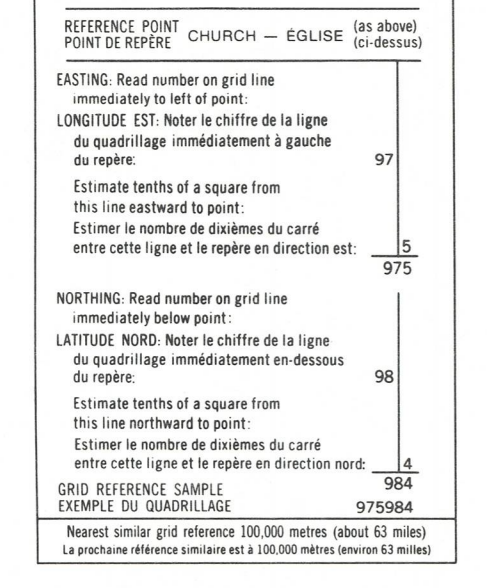 REFERENCE POINT
POINT DE REPÈRE CHURCH — ÉGLISE (as above)
(ci-dessus)
EASTING: Read number on grid line
immediately to left of point:
LONGITUDE EST: Noter le chiffre de la ligne
du quadrillage immédiatement à gauche
du repère: 97
Estimate tenths of a square from
this line eastward to point:
Estimer le nombre de dixièmes du carré
entre cette ligne et le repère en direction est: 5
975
NORTHING: Read number on grid line
immediately below point:
LATITUDE NORD: Noter le chiffre de la ligne
du quadrillage immédiatement en-dessous
du repère: 98
Estimate tenths of a square from
this line northward to point:
Estimer le nombre de dixièmes du carré
entre cette ligne et le repère en direction nord: 4
984
GRID REFERENCE SAMPLE
EXEMPLE DU QUADRILLAGE 975984
Nearest similar grid reference 100,000 metres (about 63 miles)
La prochaine référence similaire est à 100,000 mètres (environ 63 milles)